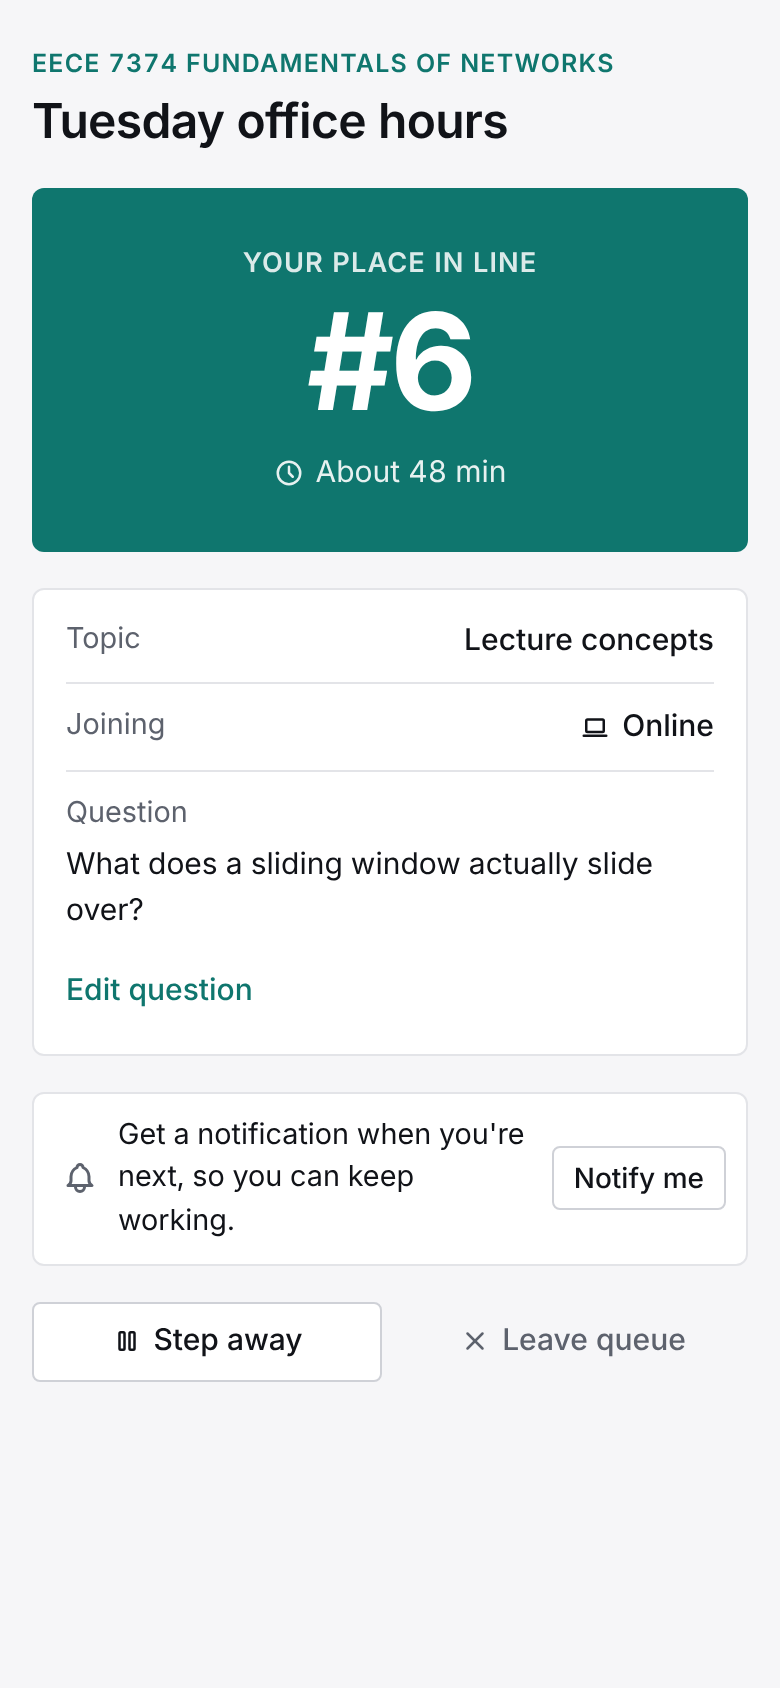 EECE 7374 FUNDAMENTALS OF NETWORKS
Tuesday office hours
YOUR PLACE IN LINE
#6
About 48 min
Topic
Lecture concepts
Joining
Online
Question
What does a sliding window actually slide
over?
Edit question
Get a notification when you're
next, so you can keep
working.
Notify me
Step away
Leave queue